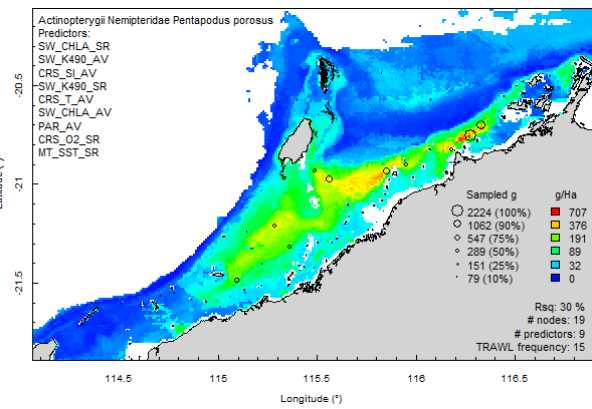 Actinopterygii Nemipteridae Pentapodus porosus
Predictors:
SW_CHLA_SR
SW_K490_AV
CRS_SI_AV
SW_K490_SR
CRS_T_AV
SW_CHLA_AV
PAR_AV
CRS_O2_SR
MT_SST_SR
-20.5
-21
-21.5
Sampled g g/Ha
2224 (100%) 707
1062 (90%) 376
547 (75%) 191
289 (50%) 89
151 (25%) 32
79 (10%) 0
Rsq: 30 %
# nodes: 19
# predictors: 9
TRAWL frequency: 15
114.5 115 115.5 116 116.5
Longitude (°)